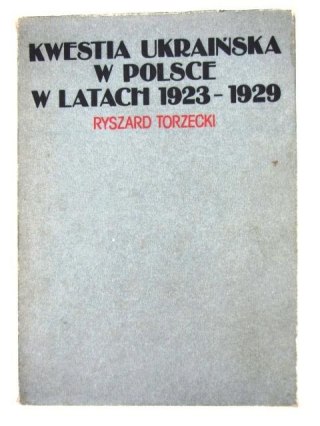 KWESTIA UKRAIŃSKA
W POLSCE
W LATACH 1923-1929
RYSZARD TORZECKI